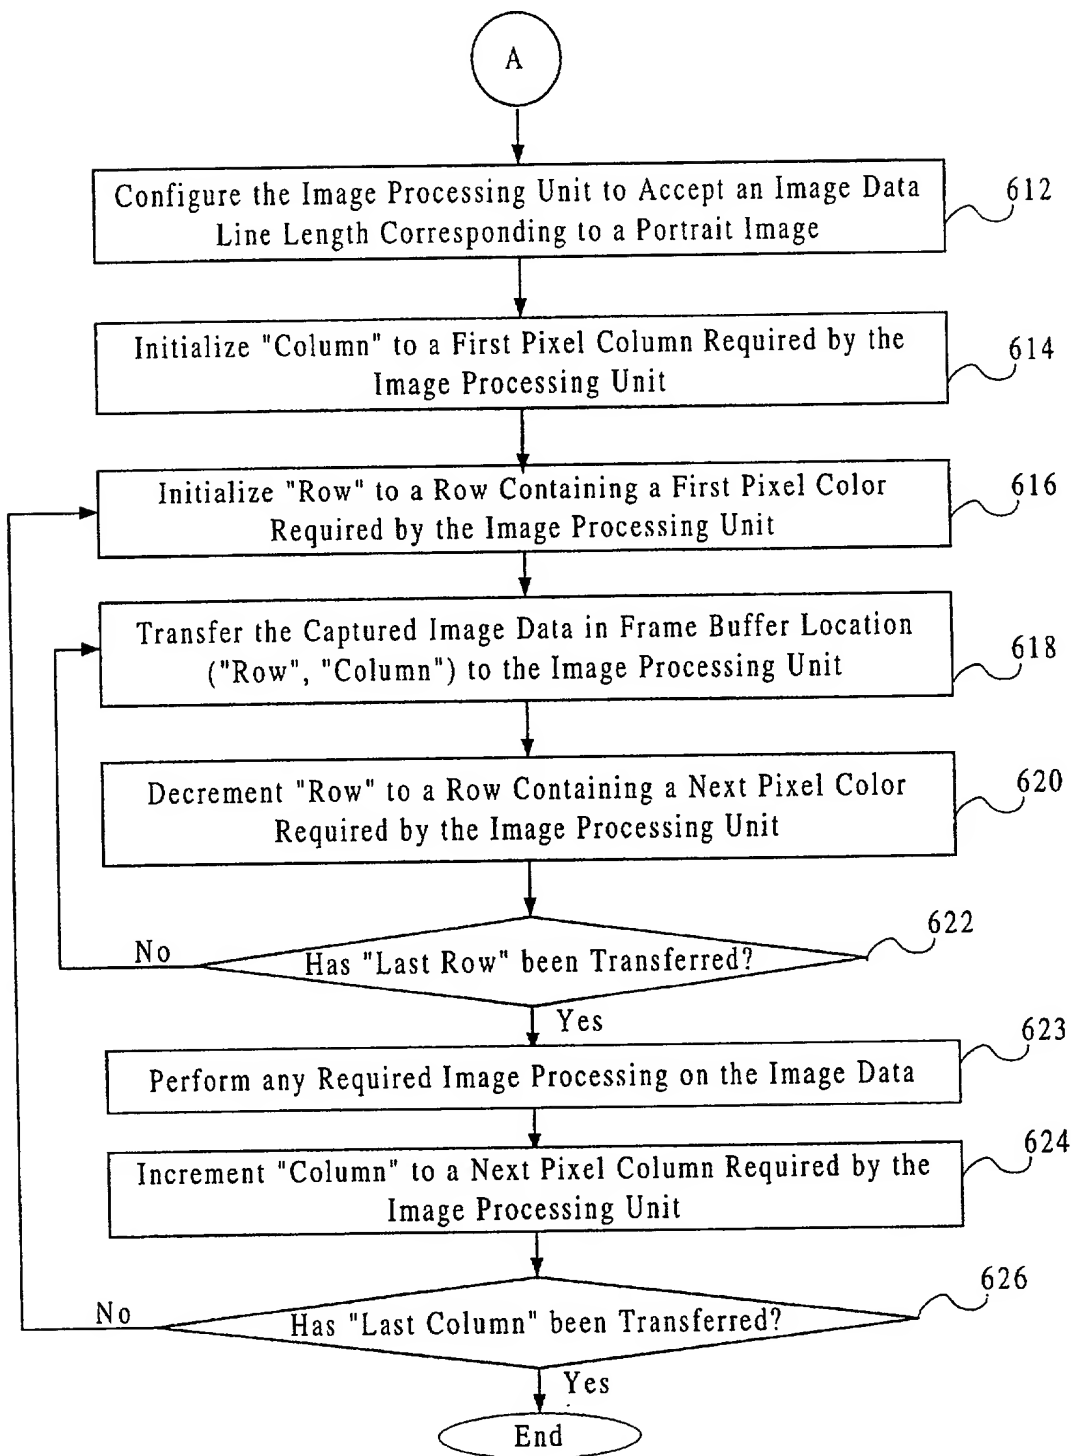 A
Configure the Image Processing Unit to Accept an Image Data
Line Length Corresponding to a Portrait Image
612
Initialize "Column" to a First Pixel Column Required by the
Image Processing Unit
614
Initialize "Row" to a Row Containing a First Pixel Color
Required by the Image Processing Unit
616
Transfer the Captured Image Data in Frame Buffer Location
("Row", "Column") to the Image Processing Unit
618
Decrement "Row" to a Row Containing a Next Pixel Color
Required by the Image Processing Unit
620
No
Has "Last Row" been Transferred?
622
Yes
Perform any Required Image Processing on the Image Data
623
Increment "Column" to a Next Pixel Column Required by the
Image Processing Unit
624
No
Has "Last Column" been Transferred?
626
Yes
End